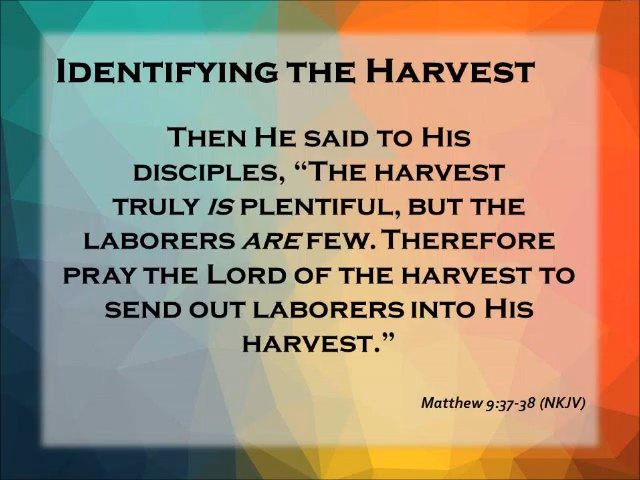 Identifying the Harvest
Then He said to His
disciples, “The harvest
truly is plentiful, but the
laborers are few. Therefore
pray the Lord of the harvest to
send out laborers into His
harvest.”
Matthew 9:37-38 (NKJV)